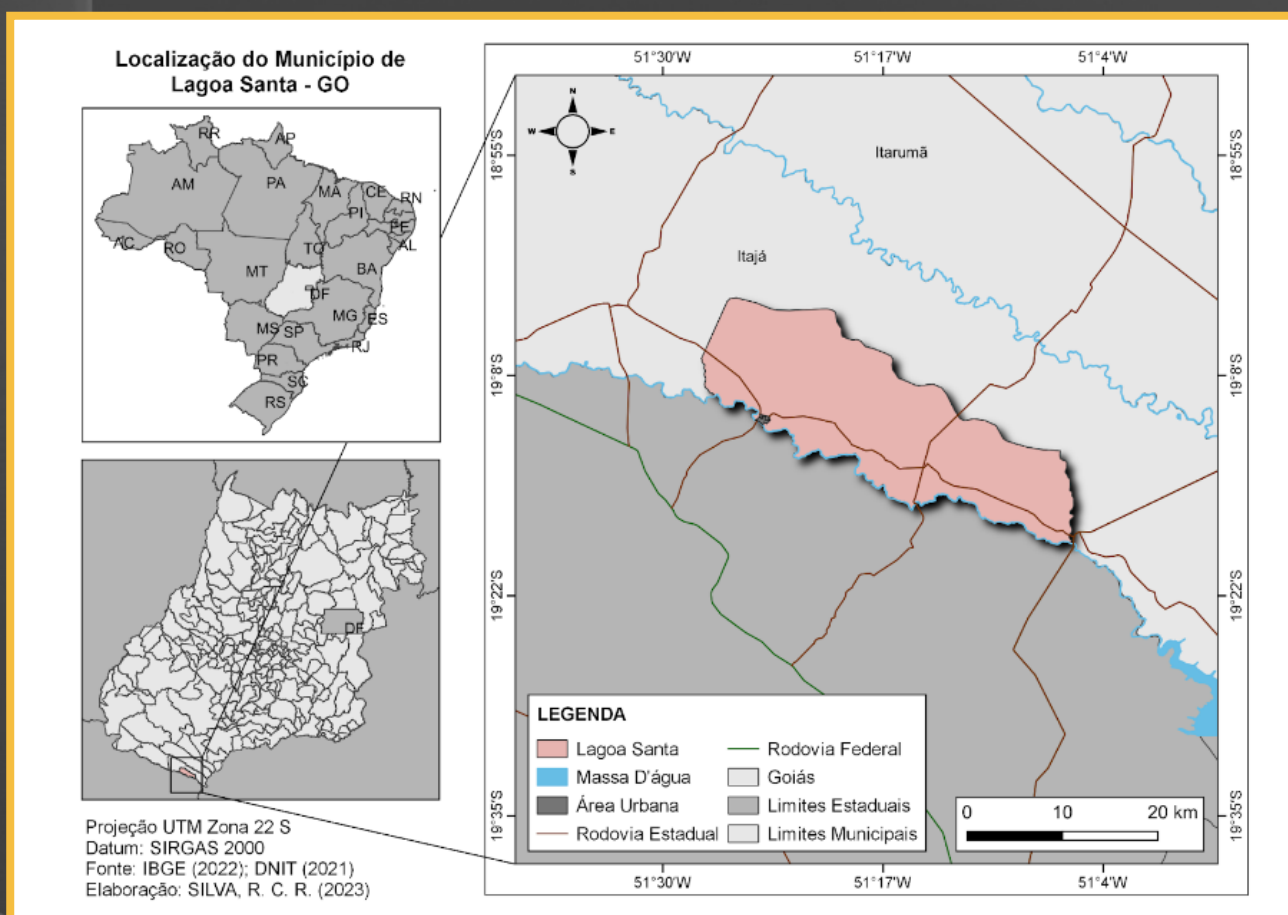 Localização do Município de
Lagoa Santa - GO
RR
AP
AM
PA
MA
CE
RN
PI
PE
AC
RO
TO
AL
MT
BA
DF
MG
ES
MS
SP
RJ
PR
SC
RS
DF
Projeção UTM Zona 22 S
Datum: SIRGAS 2000
Fonte: IBGE (2022); DNIT (2021)
Elaboração: SILVA, R. C. R. (2023)
51°30'W
51°17'W
51°4'W
N
W
E
S
18°55'S
18°55'S
Itarumã
Itajá
19°8'S
19°8'S
19°22'S
19°22'S
19°35'S
19°35'S
LEGENDA
Lagoa Santa
Rodovia Federal
Massa D'água
Goiás
Área Urbana
Limites Estaduais
Rodovia Estadual
Limites Municipais
0 10 20 km
51°30'W
51°17'W
51°4'W